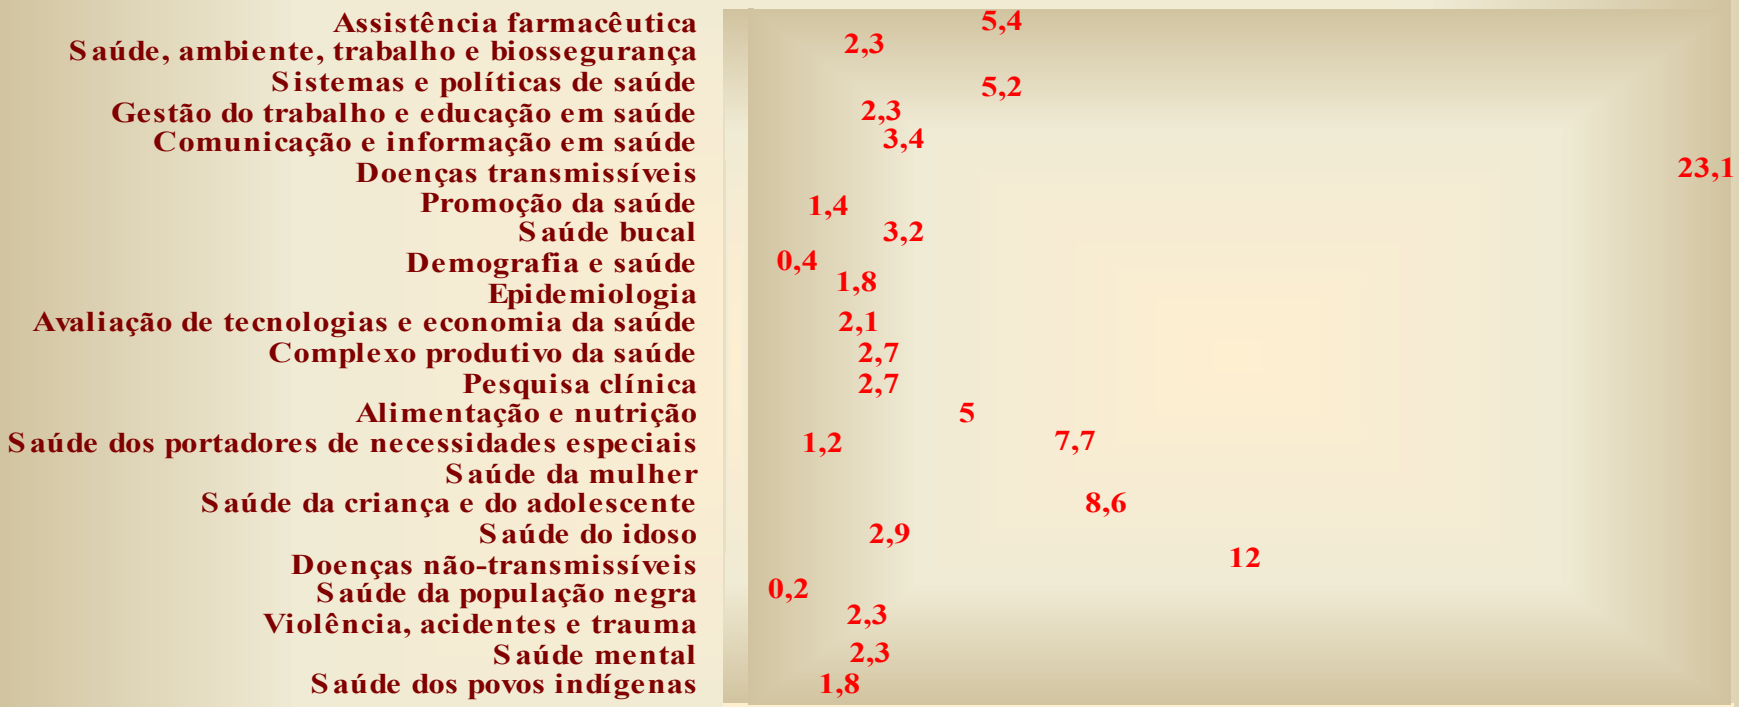 Assistência farmacêutica 5,4
Saúde, ambiente, trabalho e biossegurança 2,3
Sistemas e políticas de saúde 5,2
Gestão do trabalho e educação em saúde 2,3
Comunicação e informação em saúde 3,4
Doenças transmissíveis 23,1
Promoção da saúde 1,4
Saúde bucal 3,2
Demografia e saúde 0,4
Epidemiologia 1,8
Avaliação de tecnologias e economia da saúde 2,1
Complexo produtivo da saúde 2,7
Pesquisa clínica 2,7
Alimentação e nutrição 5
Saúde dos portadores de necessidades especiais 1,2 7,7
Saúde da mulher
Saúde da criança e do adolescente 8,6
Saúde do idoso 2,9
Doenças não-transmissíveis 12
Saúde da população negra 0,2
Violência, acidentes e trauma 2,3
Saúde mental 2,3
Saúde dos povos indígenas 1,8